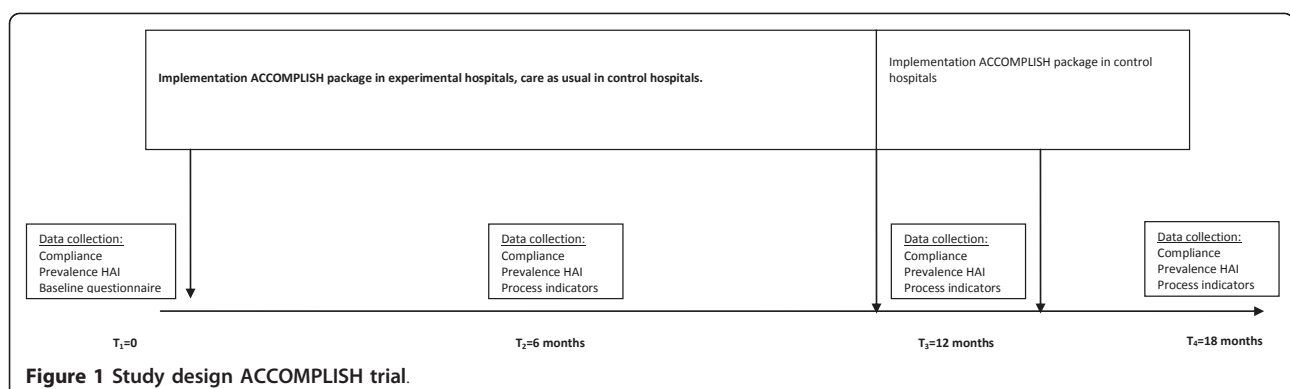 Implementation ACCOMPLISH package in experimental hospitals, care as usual in control hospitals.
Implementation ACCOMPLISH package in control
hospitals
Data collection:
Compliance
Prevalence HAI
Baseline questionnaire
Data collection:
Compliance
Prevalence HAI
Process indicators
Data collection:
Compliance
Prevalence HAI
Process indicators
Data collection:
Compliance
Prevalence HAI
Process indicators
T₁=0
T₂=6 months
T₃=12 months
T₄=18 months
Figure 1 Study design ACCOMPLISH trial.